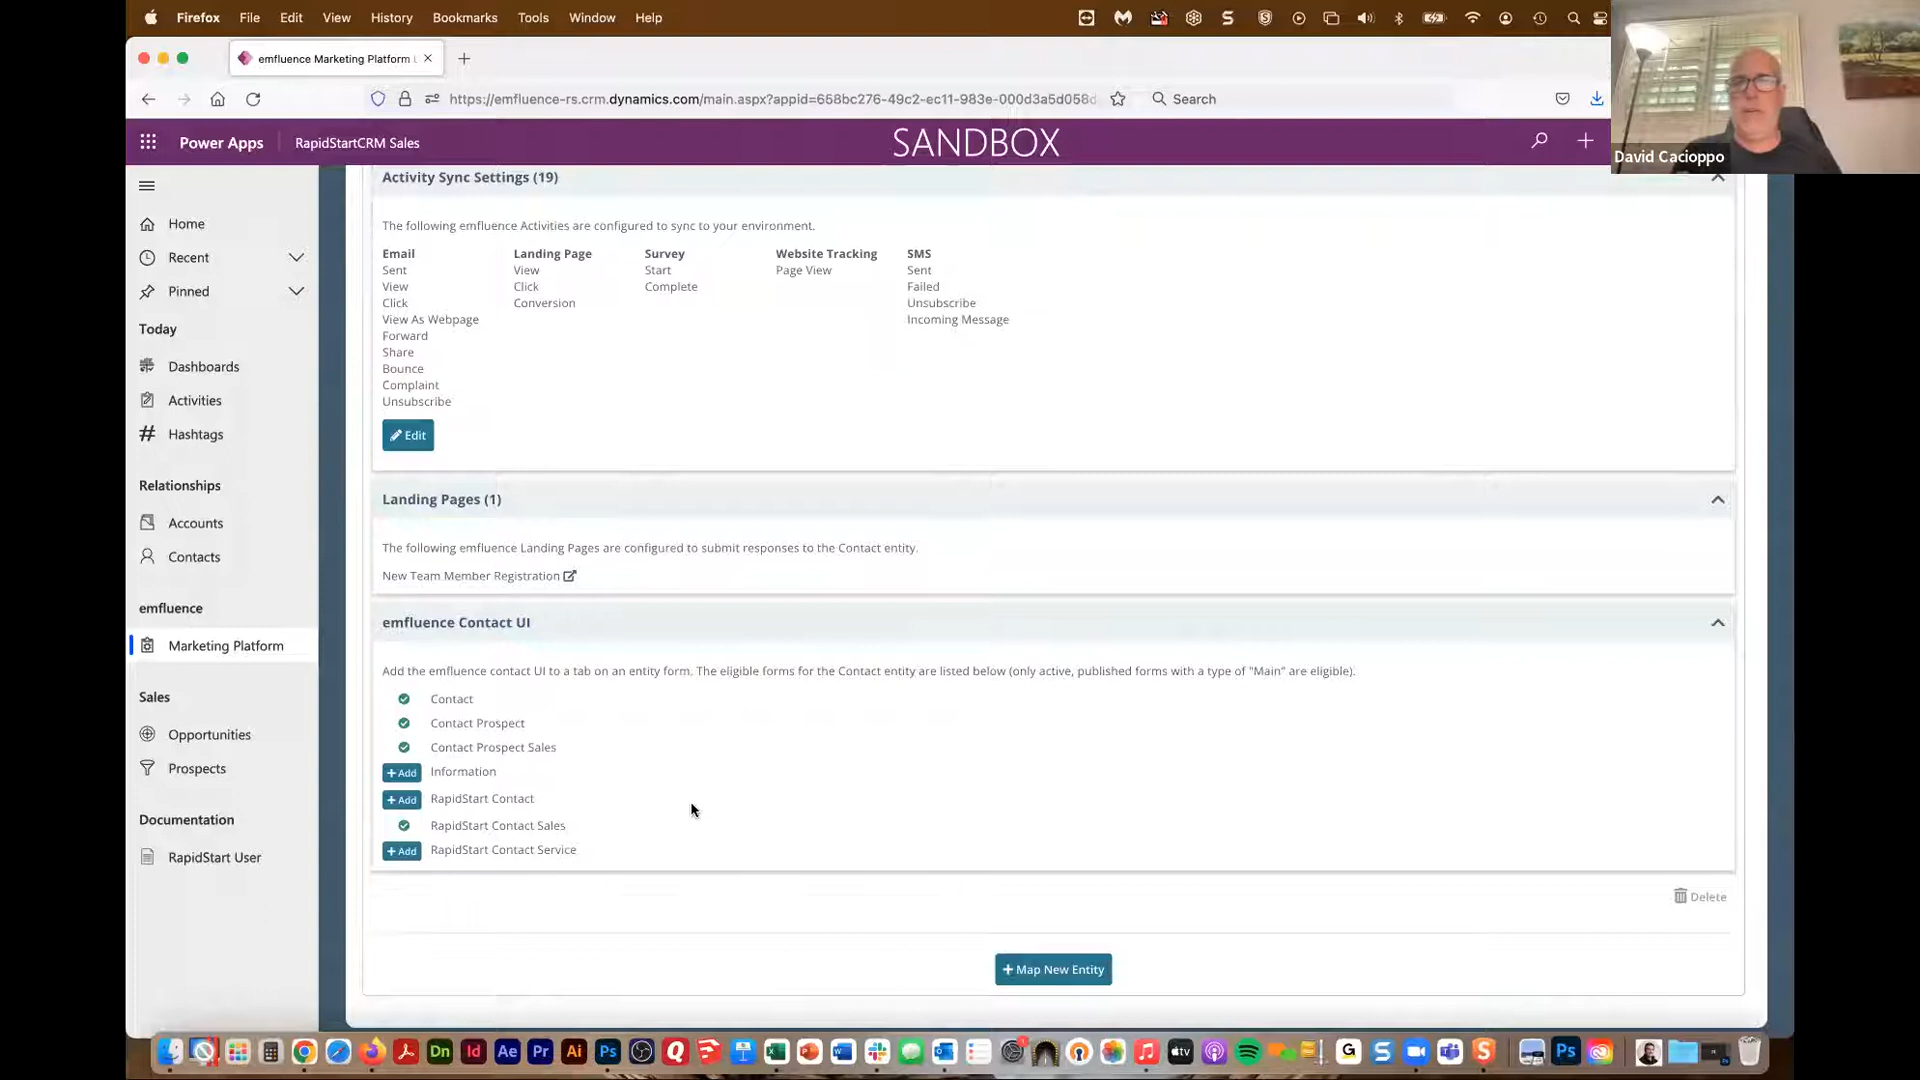 Firefox File Edit View History Bookmarks Tools Window Help
emfluence Marketing Platform
https://emfluence-rs.crm.dynamics.com/main.aspx?appid=658bc276-49c2-ec11-983e-000d3a5d058d
Search
David Cacioppo
Power Apps RapidStartCRM Sales SANDBOX
Home
Recent
Pinned
Today
Dashboards
Activities
Hashtags
Relationships
Accounts
Contacts
emfluence
Marketing Platform
Sales
Opportunities
Prospects
Documentation
RapidStart User
Activity Sync Settings (19)
The following emfluence Activities are configured to sync to your environment.
Email
Sent
View
Click
View As Webpage
Forward
Share
Bounce
Complaint
Unsubscribe
Landing Page
View
Click
Conversion
Survey
Start
Complete
Website Tracking
Page View
SMS
Sent
Failed
Unsubscribe
Incoming Message
Edit
Landing Pages (1)
The following emfluence Landing Pages are configured to submit responses to the Contact entity.
New Team Member Registration
emfluence Contact UI
Add the emfluence contact UI to a tab on an entity form. The eligible forms for the Contact entity are listed below (only active, published forms with a type of "Main" are eligible).
Contact
Contact Prospect
Contact Prospect Sales
+ Add Information
+ Add RapidStart Contact
RapidStart Contact Sales
+ Add RapidStart Contact Service
Delete
+ Map New Entity
Dn Id Ae Pr Ai Ps Q tv G S Ps